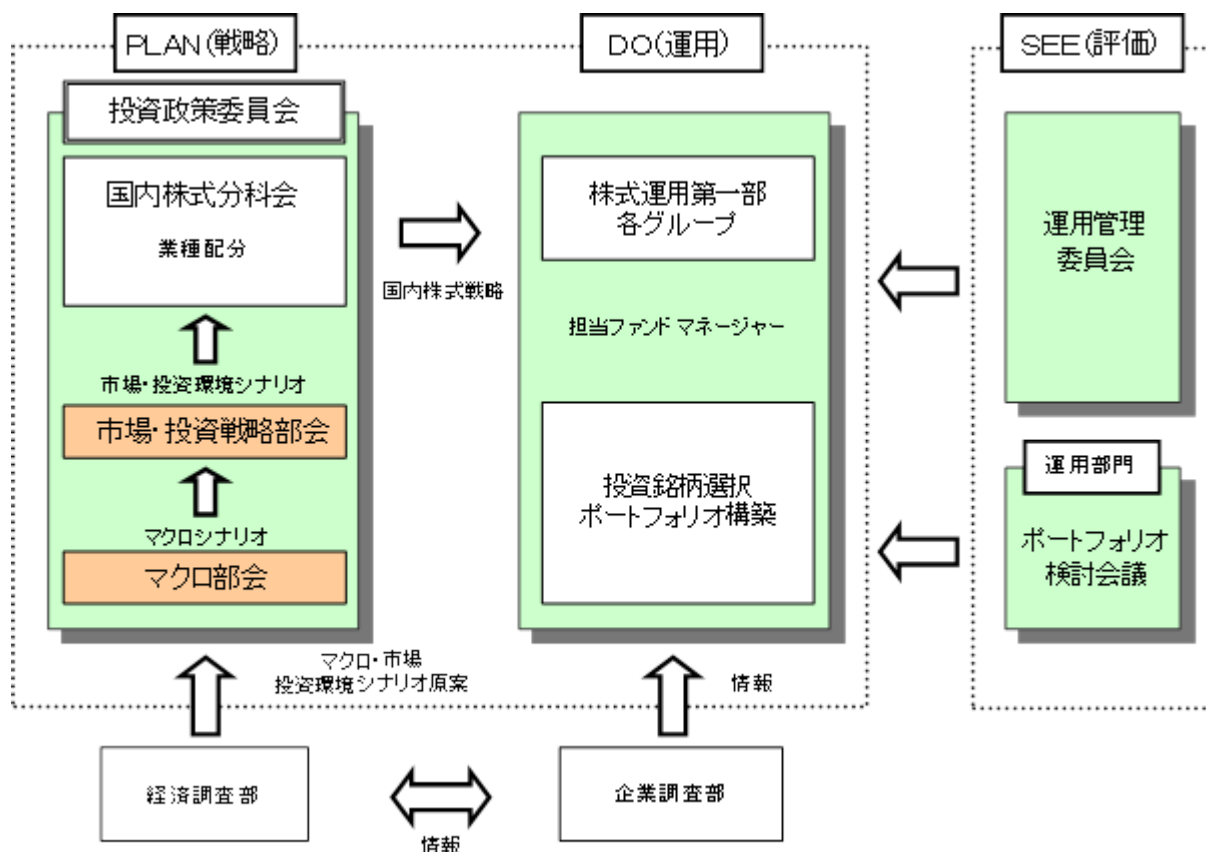 PLAN(戦略)
投資政策委員会
国内株式分科会
業種配分
市場・投資環境シナリオ
市場・投資戦略部会
マクロシナリオ
マクロ部会
国内株式戦略
DO(運用)
株式運用第一部
各グループ
担当ファンドマネージャー
投資銘柄選択
ポートフォリオ構築
SEE(評価)
運用管理
委員会
運用部門
ポートフォリオ
検討会議
マクロ・市場
投資環境シナリオ原案
情報
経済調査部
情報
企業調査部